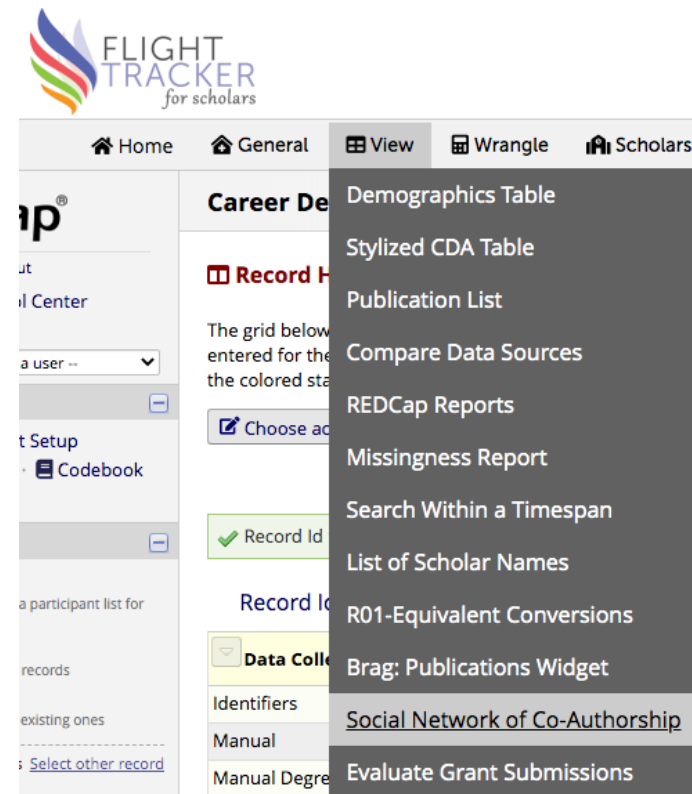 FLIGHT
TRACKER
for scholars
Home General View Wrangle Scholars
ap®
Career De
ut
l Center
a user --
t Setup
· Codebook
a participant list for
records
existing ones
s Select other record
Record H
The grid below
entered for the
the colored sta
Choose ac
Record Id
Record Id
Data Colle
Identifiers
Manual
Manual Degre
Demographics Table
Stylized CDA Table
Publication List
Compare Data Sources
REDCap Reports
Missingness Report
Search Within a Timespan
List of Scholar Names
R01-Equivalent Conversions
Brag: Publications Widget
Social Network of Co-Authorship
Evaluate Grant Submissions